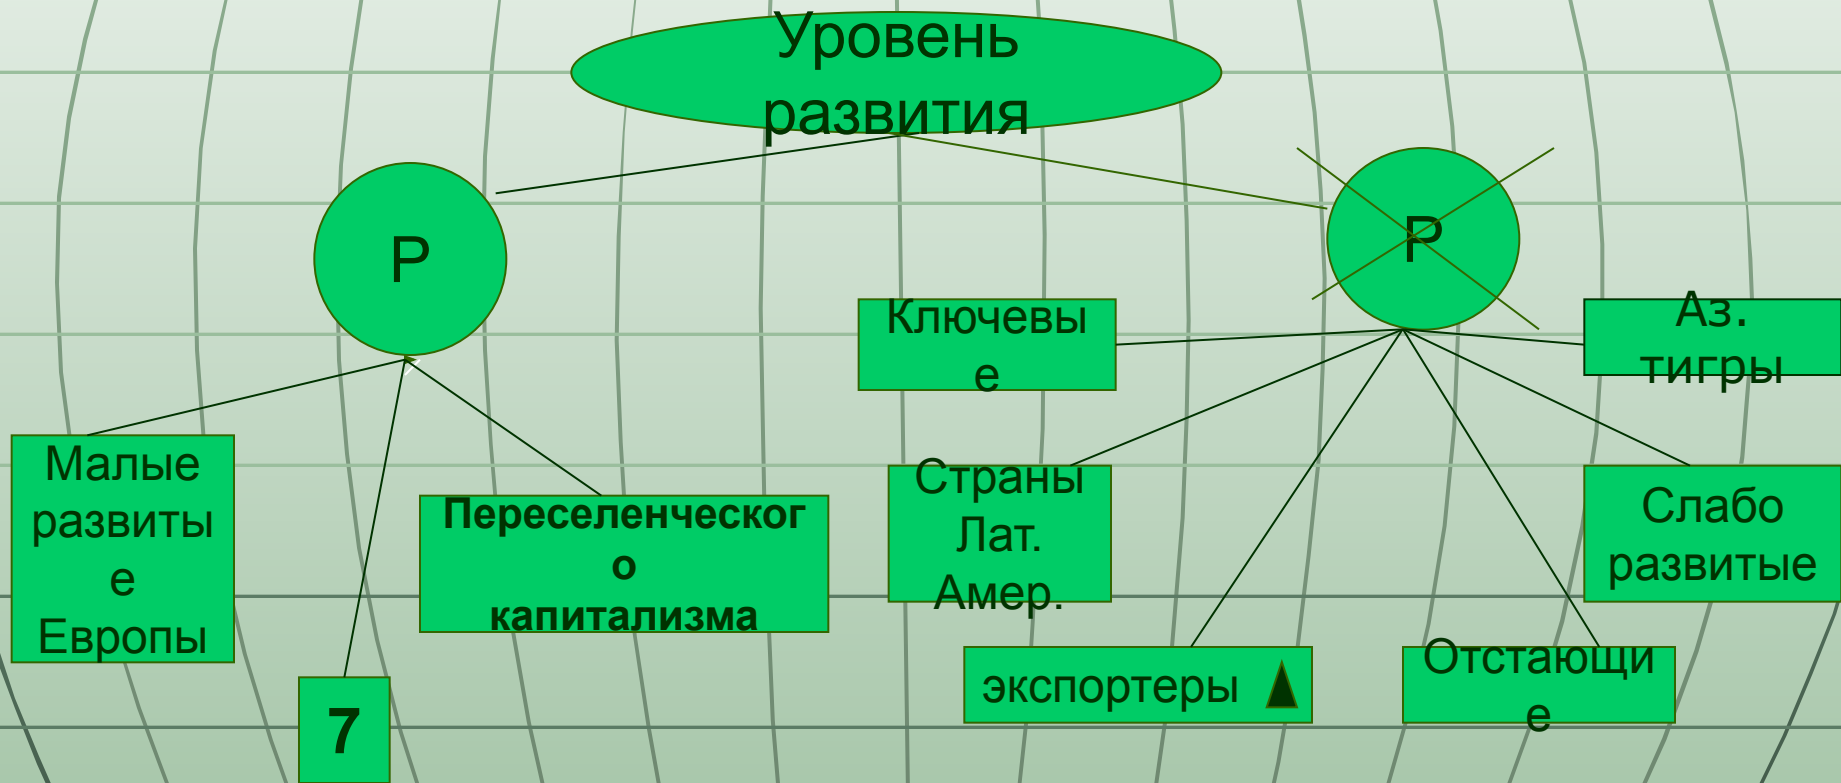 Уровень
развития
Р
Р
Ключевы
е
Аз.
тигры
Малые
развиты
е
Европы
Переселенческог
о
капитализма
Страны
Лат.
Амер.
Слабо
развитые
экспортеры
Отстающи
е
7